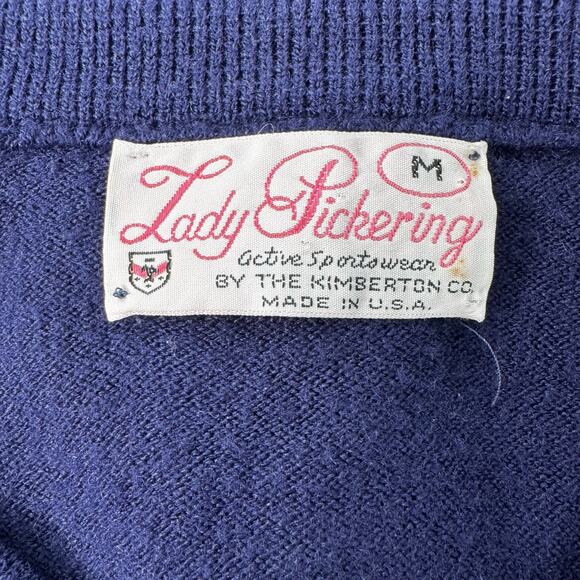 M
Lady Pickering
active sportswear
BY THE KIMBERTON CO.
MADE IN U.S.A.